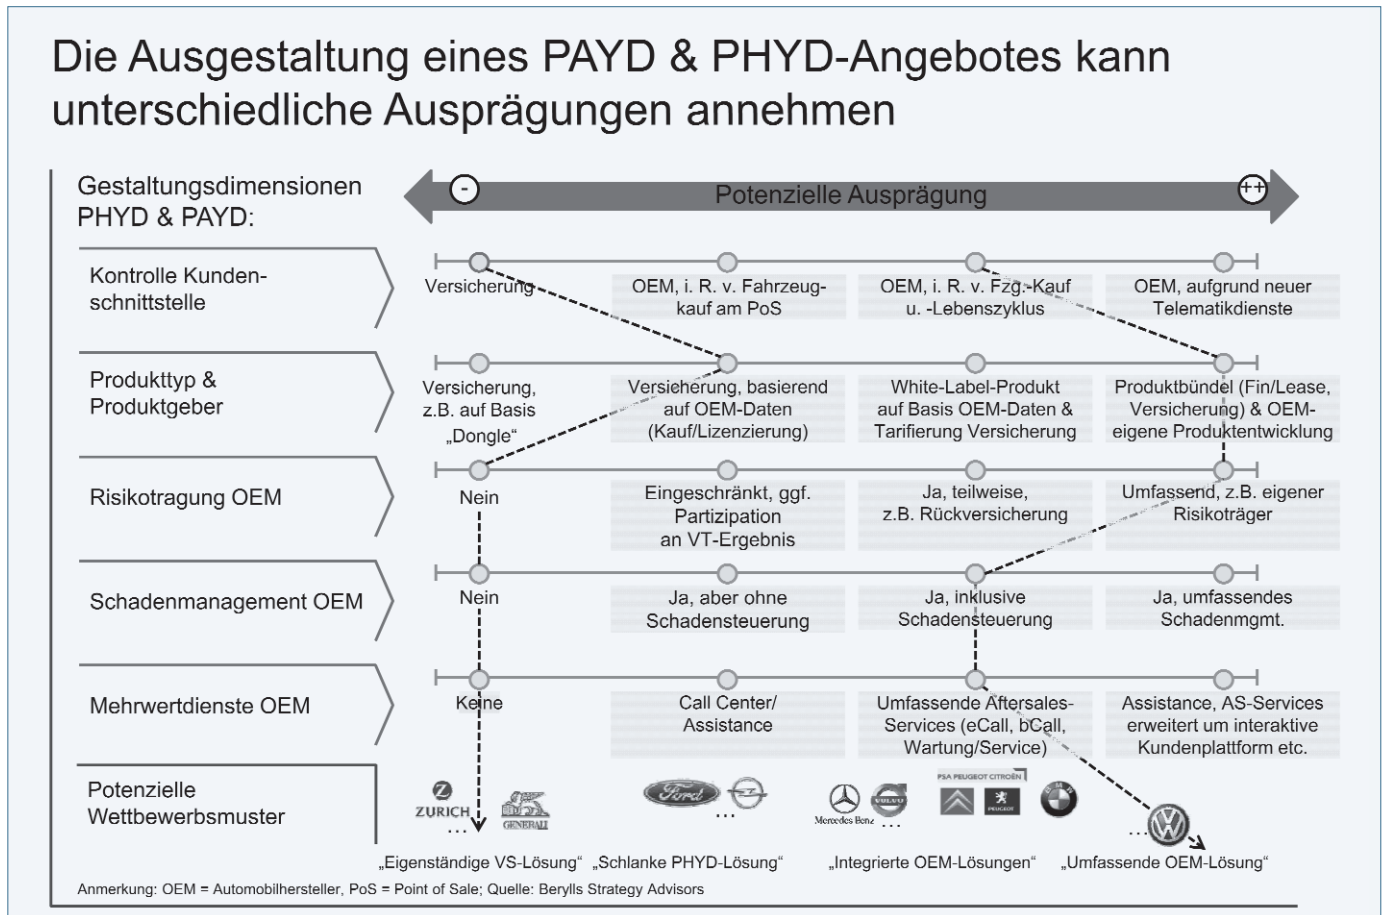 Die Ausgestaltung eines PAYD & PHYD-Angebotes kann
unterschiedliche Ausprägungen annehmen
Gestaltungsdimensionen
PHYD & PAYD:
-
Potenzielle Ausprägung
++
Kontrolle Kunden-
schnittstelle
Versicherung
OEM, i. R. v. Fahrzeug-
kauf am PoS
OEM, i. R. v. Fzg.-Kauf
u. -Lebenszyklus
OEM, aufgrund neuer
Telematikdienste
Produkttyp &
Produktgeber
Versicherung,
z.B. auf Basis
„Dongle“
Versicherung, basierend
auf OEM-Daten
(Kauf/Lizenzierung)
White-Label-Produkt
auf Basis OEM-Daten &
Tarifierung Versicherung
Produktbündel (Fin/Lease,
Versicherung) & OEM-
eigene Produktentwicklung
Risikotragung OEM
Nein
Eingeschränkt, ggf.
Partizipation
an VT-Ergebnis
Ja, teilweise,
z.B. Rückversicherung
Umfassend, z.B. eigener
Risikoträger
Schadenmanagement OEM
Nein
Ja, aber ohne
Schadensteuerung
Ja, inklusive
Schadensteuerung
Ja, umfassendes
Schadenmgmt.
Mehrwertdienste OEM
Keine
Call Center/
Assistance
Umfassende Aftersales-
Services (eCall, bCall,
Wartung/Service)
Assistance, AS-Services
erweitert um interaktive
Kundenplattform etc.
Potenzielle
Wettbewerbsmuster
ZURICH
...
GENERALI
Ford
...
Mercedes Benz
VOLVO
...
PSA PEUGEOT CITROËN
PEUGEOT
BMW
...
„Eigenständige VS-Lösung“
„Schlanke PHYD-Lösung“
„Integrierte OEM-Lösungen“
„Umfassende OEM-Lösung“
Anmerkung: OEM = Automobilhersteller, PoS = Point of Sale; Quelle: Berylls Strategy Advisors